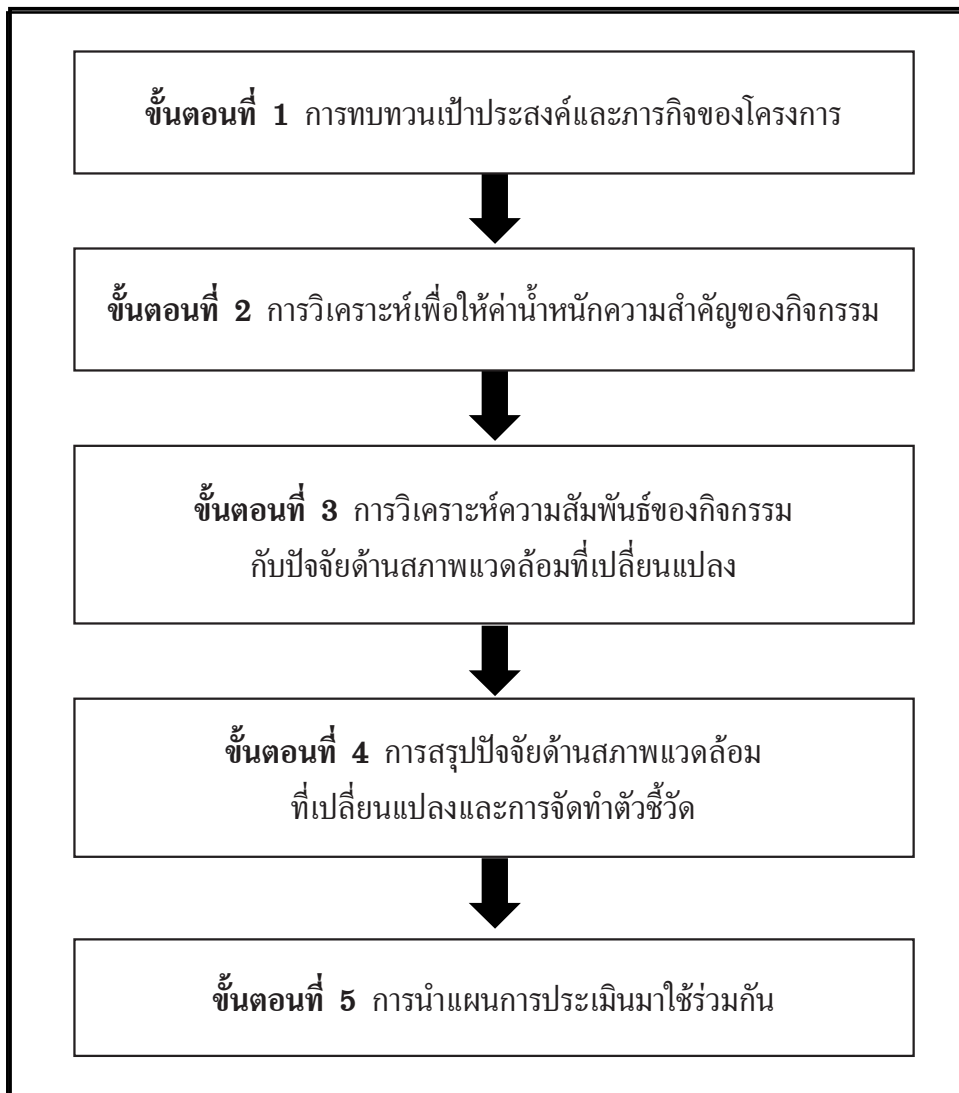 ขั้นตอนที่ 1 การทบทวนเป้าประสงค์และภารกิจของโครงการ
ขั้นตอนที่ 2 การวิเคราะห์เพื่อให้ค่าน้ำหนักความสำคัญของกิจกรรม
ขั้นตอนที่ 3 การวิเคราะห์ความสัมพันธ์ของกิจกรรม
กับปัจจัยด้านสภาพแวดล้อมที่เปลี่ยนแปลง
ขั้นตอนที่ 4 การสรุปปัจจัยด้านสภาพแวดล้อม
ที่เปลี่ยนแปลงและการจัดทำตัวชี้วัด
ขั้นตอนที่ 5 การนำแผนการประเมินมาใช้ร่วมกัน